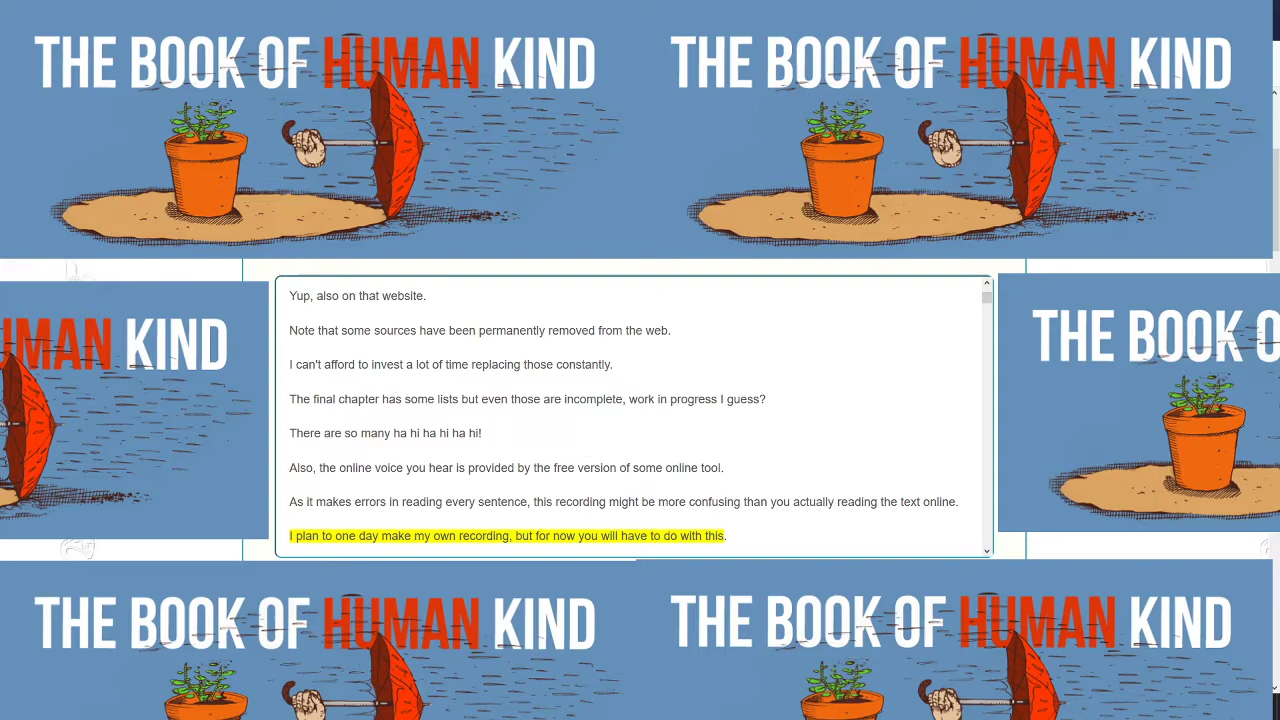 THE BOOK OF HUMAN KIND
THE BOOK OF HUMAN KIND
UMAN KIND
THE BOOK O
Yup, also on that website.
Note that some sources have been permanently removed from the web.
I can't afford to invest a lot of time replacing those constantly.
The final chapter has some lists but even those are incomplete, work in progress I guess?
There are so many ha hi ha hi ha hi!
Also, the online voice you hear is provided by the free version of some online tool.
As it makes errors in reading every sentence, this recording might be more confusing than you actually reading the text online.
I plan to one day make my own recording, but for now you will have to do with this.
THE BOOK OF HUMAN KIND
THE BOOK OF HUMAN KIND